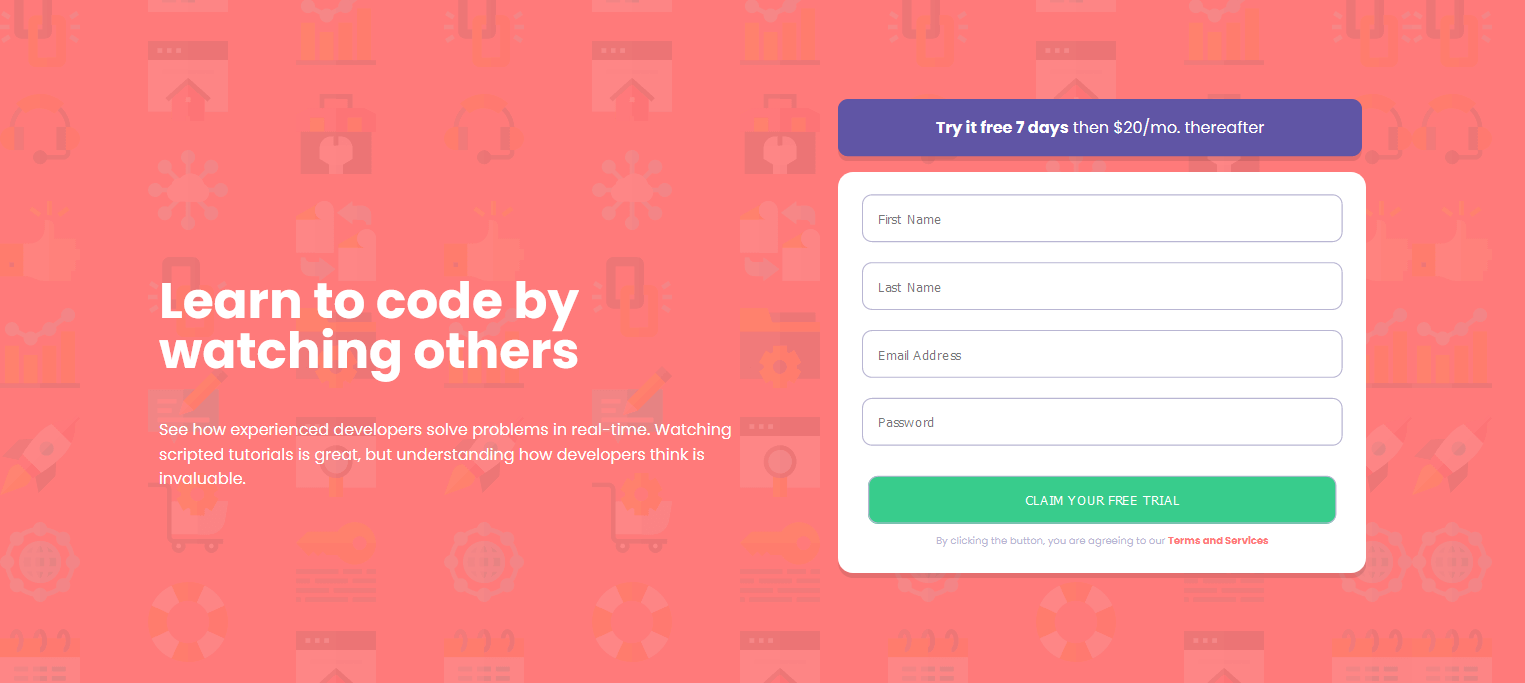 Learn to code by
watching others
See how experienced developers solve problems in real-time. Watching
scripted tutorials is great, but understanding how developers think is
invaluable.
Try it free 7 days then $20/mo. thereafter
First Name
Last Name
Email Address
Password
CLAIM YOUR FREE TRIAL
By clicking the button, you are agreeing to our Terms and Services